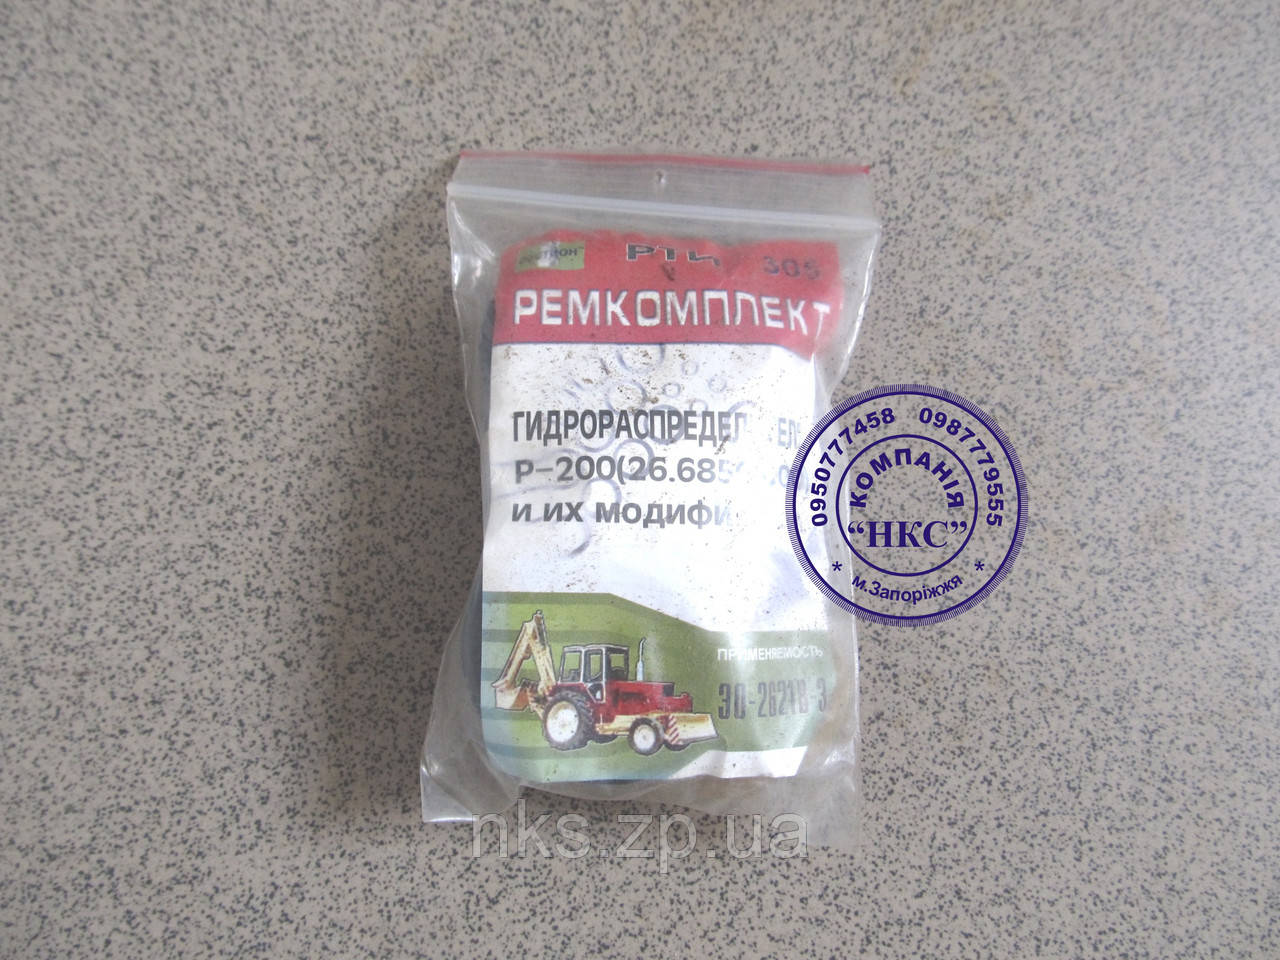 РТИ 305
РЕМКОМПЛЕКТ
ГИДРОРАСПРЕДЕЛ ЕЛ
Р-200(26.685
и их модифи
ПРИМЕНЯЕМОСТЬ
ЭО-2621В-3
0950777458 0987779555
КОМПАНІЯ
“НКС”
* м.Запоріжжя *
nks.zp.ua